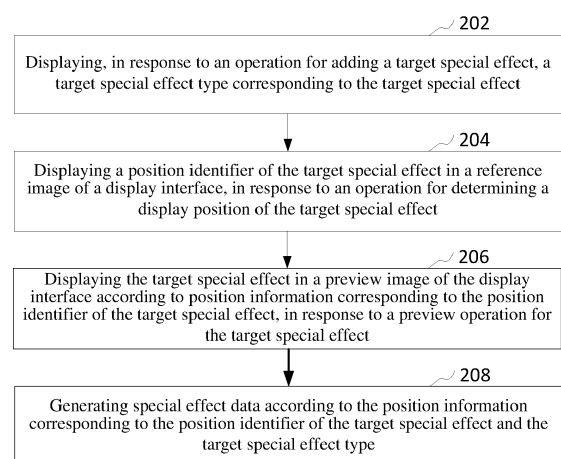 202
Displaying, in response to an operation for adding a target special effect, a
target special effect type corresponding to the target special effect
204
Displaying a position identifier of the target special effect in a reference
image of a display interface, in response to an operation for determining a
display position of the target special effect
206
Displaying the target special effect in a preview image of the display
interface according to position information corresponding to the position
identifier of the target special effect, in response to a preview operation for
the target special effect
208
Generating special effect data according to the position information
corresponding to the position identifier of the target special effect and the
target special effect type